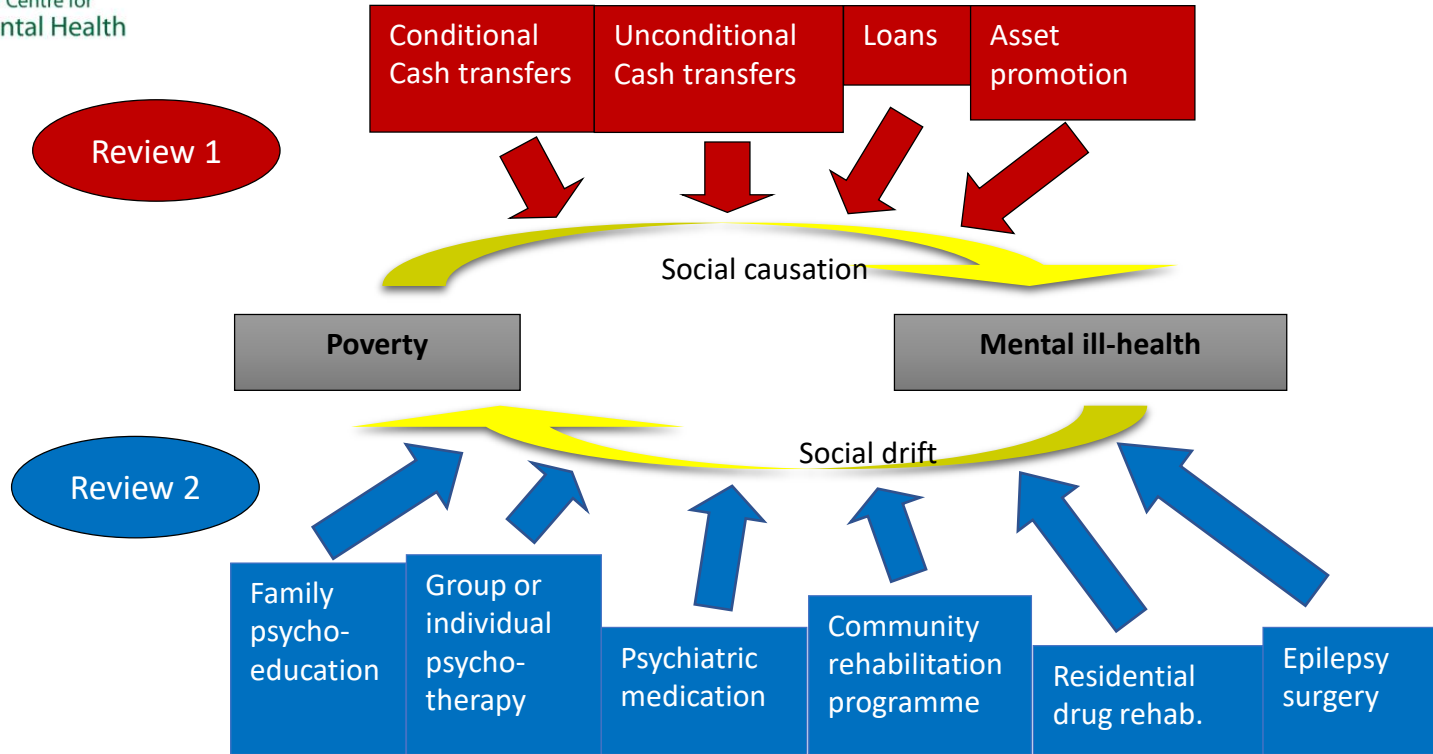 Centre for
ntal Health
Conditional
Cash transfers
Unconditional
Cash transfers
Loans
Asset
promotion
Review 1
Social causation
Poverty
Mental ill-health
Social drift
Review 2
Family
psycho-
education
Group or
individual
psycho-
therapy
Psychiatric
medication
Community
rehabilitation
programme
Residential
drug rehab.
Epilepsy
surgery